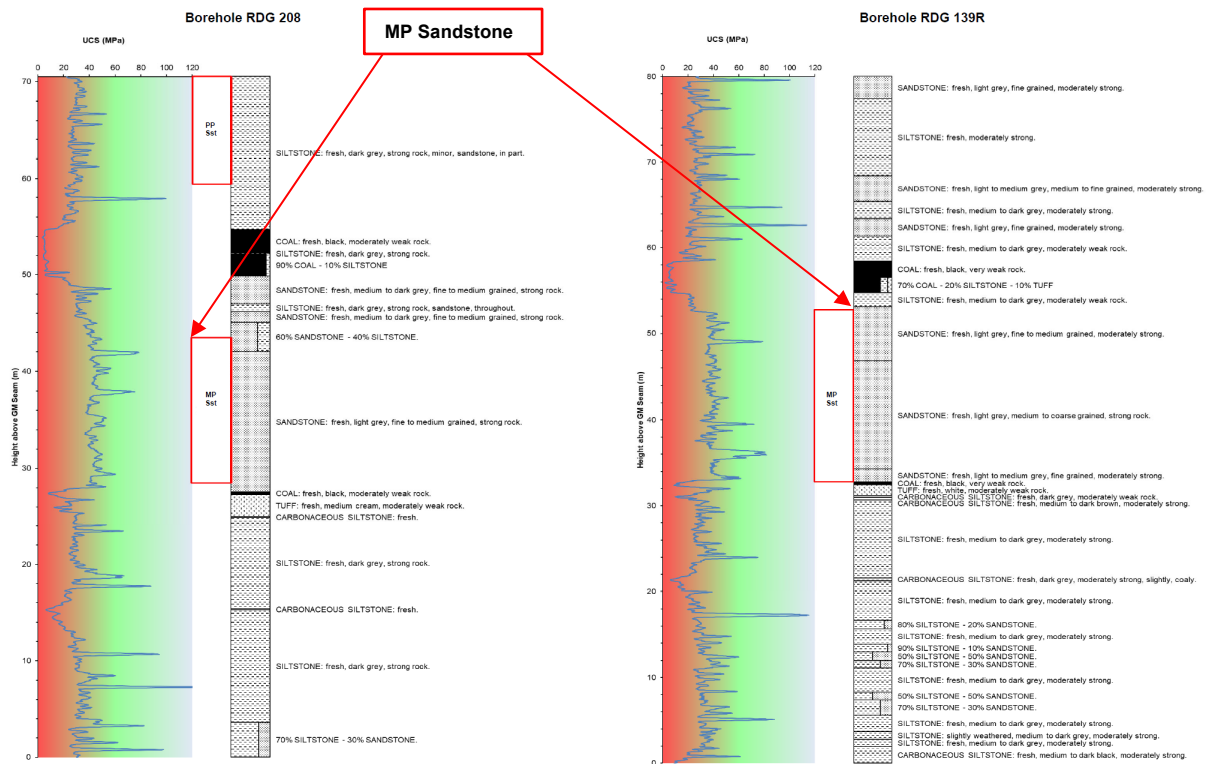 Borehole RDG 208
MP Sandstone
Borehole RDG 139R
UCS (MPa)
0 20 40 60 80 100 120
70
60
50
40
30
20
10
0
Height above GM Seam (m)
PP
Sst
MP
Sst
SILTSTONE: fresh, dark grey, strong rock, minor, sandstone, in part.
COAL: fresh, black, moderately weak rock.
SILTSTONE: fresh, dark grey, strong rock.
90% COAL - 10% SILTSTONE
SANDSTONE: fresh, medium to dark grey, fine to medium grained, strong rock.
SILTSTONE: fresh, dark grey, strong rock, sandstone, throughout.
SANDSTONE: fresh, medium to dark grey, fine to medium grained, strong rock.
60% SANDSTONE - 40% SILTSTONE.
SANDSTONE: fresh, light grey, fine to medium grained, strong rock.
COAL: fresh, black, moderately weak rock.
TUFF: fresh, medium cream, moderately weak rock.
CARBONACEOUS SILTSTONE: fresh.
SILTSTONE: fresh, dark grey, strong rock.
CARBONACEOUS SILTSTONE: fresh.
SILTSTONE: fresh, dark grey, strong rock.
70% SILTSTONE - 30% SANDSTONE.
UCS (MPa)
0 20 40 60 80 100 120
80
70
60
50
40
30
20
10
0
Height above GM Seam (m)
MP
Sst
SANDSTONE: fresh, light grey, fine grained, moderately strong.
SILTSTONE: fresh, moderately strong.
SANDSTONE: fresh, light to medium grey, medium to fine grained, moderately strong.
SILTSTONE: fresh, medium to dark grey, moderately strong.
SANDSTONE: fresh, light grey, fine grained, moderately strong.
SILTSTONE: fresh, medium to dark grey, moderately weak rock.
COAL: fresh, black, very weak rock.
70% COAL - 20% SILTSTONE - 10% TUFF
SILTSTONE: fresh, medium to dark grey, moderately weak rock.
SANDSTONE: fresh, light grey, fine to medium grained, moderately strong.
SANDSTONE: fresh, light grey, medium to coarse grained, strong rock.
SANDSTONE: fresh, light to medium grey, fine grained, moderately strong.
COAL: fresh, black, very weak rock.
TUFF: fresh, white, moderately weak rock.
CARBONACEOUS SILTSTONE: fresh, dark grey, moderately weak rock.
CARBONACEOUS SILTSTONE: fresh, medium to dark brown, moderately strong.
SILTSTONE: fresh, medium to dark grey, moderately strong.
CARBONACEOUS SILTSTONE: fresh, dark grey, moderately strong, slightly, coaly.
SILTSTONE: fresh, medium to dark grey, moderately strong.
80% SILTSTONE - 20% SANDSTONE.
SILTSTONE: fresh, medium to dark grey, moderately strong.
90% SILTSTONE - 10% SANDSTONE.
50% SILTSTONE - 50% SANDSTONE.
70% SILTSTONE - 30% SANDSTONE.
SILTSTONE: fresh, medium to dark grey, moderately strong.
50% SILTSTONE - 50% SANDSTONE.
70% SILTSTONE - 30% SANDSTONE.
SILTSTONE: fresh, medium to dark grey, moderately strong.
SILTSTONE: slightly weathered, medium to dark grey, moderately strong.
SILTSTONE: fresh, medium to dark grey, moderately strong.
CARBONACEOUS SILTSTONE: fresh, medium to dark black, moderately strong.